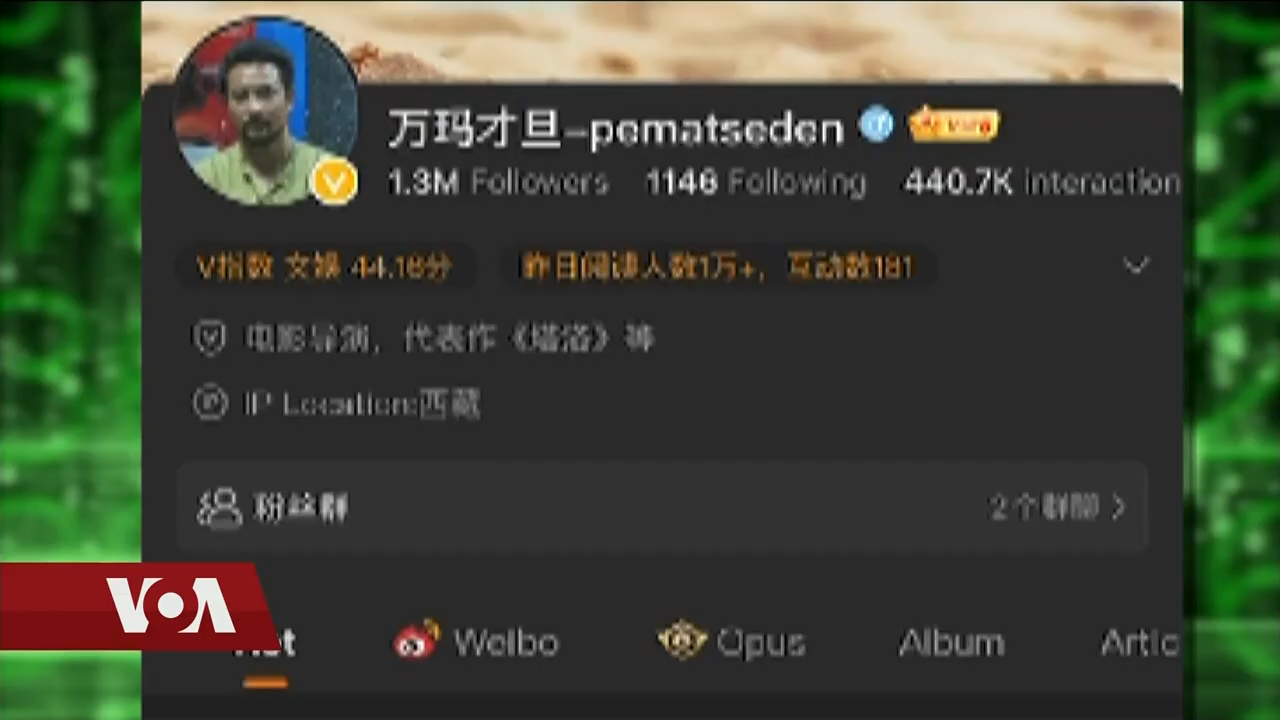 万玛才旦-pematseden
1.3M Followers 1146 Following 440.7K interaction
V指数 文娱 44.16分 昨日阅读人数1万+，互动数181
电影导演，代表作《塔洛》等
IP Location:西藏
粉丝群 2个群聊 >
VOA
Hot Weibo Opus Album Artic